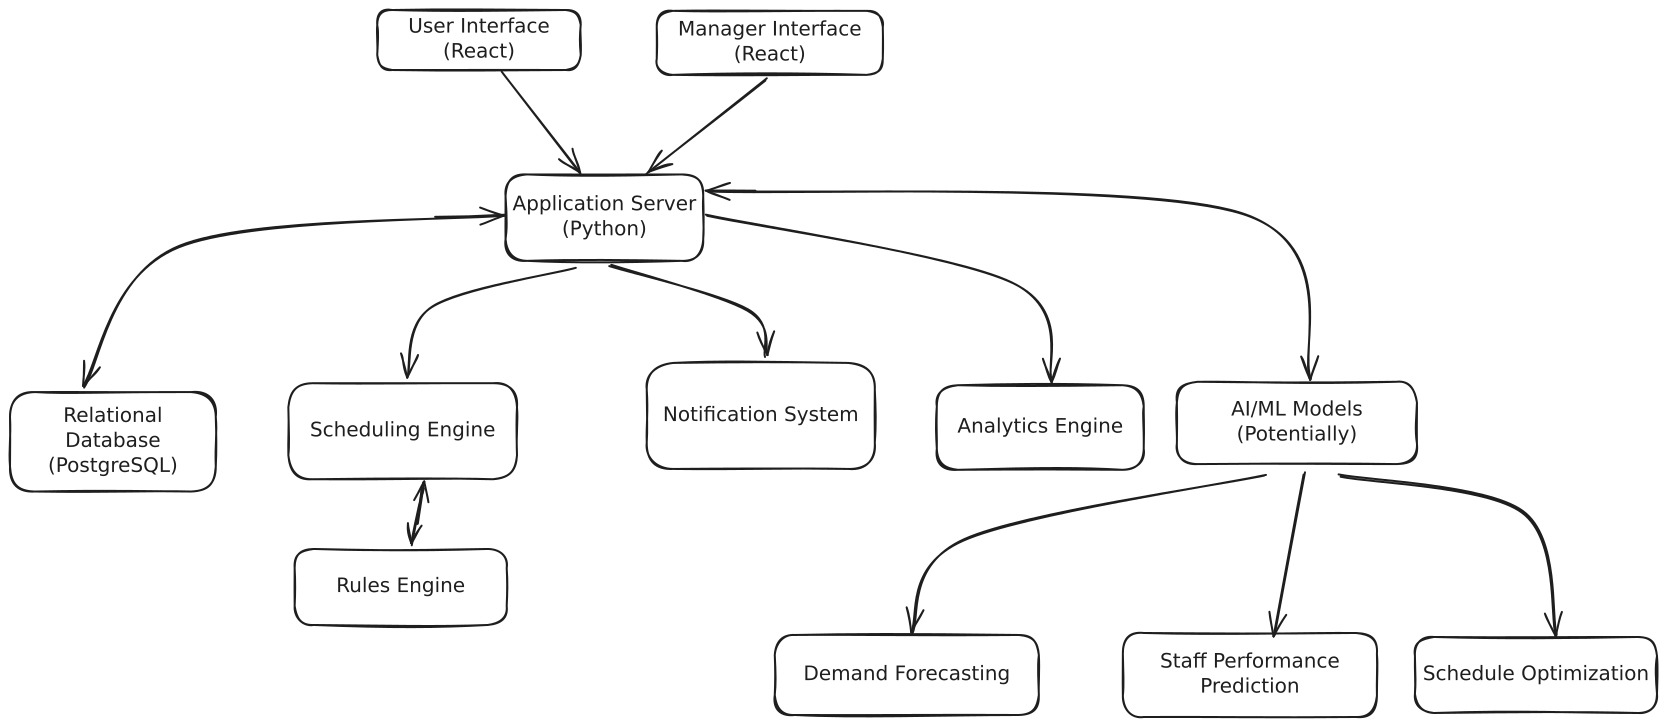 User Interface
(React)
Manager Interface
(React)
Application Server
(Python)
Relational
Database
(PostgreSQL)
Scheduling Engine
Notification System
Analytics Engine
AI/ML Models
(Potentially)
Rules Engine
Demand Forecasting
Staff Performance
Prediction
Schedule Optimization